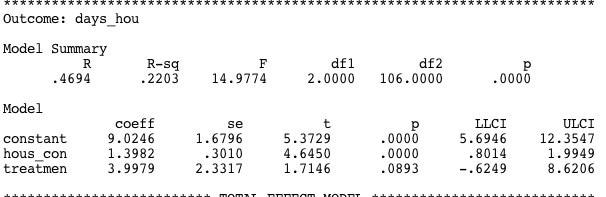 **************************************************************************
Outcome: days_hou
Model Summary
R R-sq F df1 df2 p
.4694 .2203 14.9774 2.0000 106.0000 .0000
Model
coeff se t p LLCI ULCI
constant 9.0246 1.6796 5.3729 .0000 5.6946 12.3547
hous_con 1.3982 .3010 4.6450 .0000 .8014 1.9949
treatmen 3.9979 2.3317 1.7146 .0893 -.6249 8.6206
************************** TOTAL EFFECT MODEL ****************************